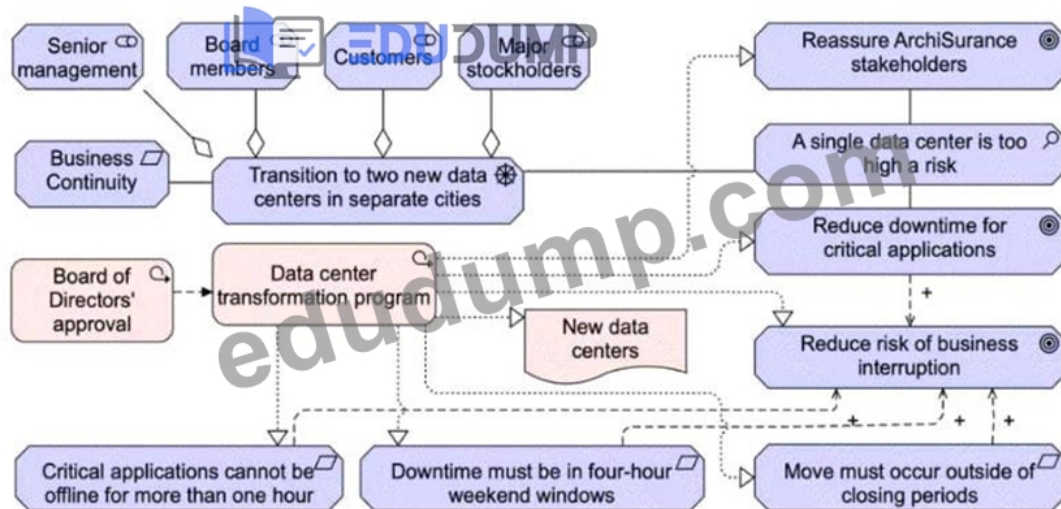 Senior
management
Board
members
Customers
Major
stockholders
EDUDUMP
Reassure ArchiSurance
stakeholders
Business
Continuity
Transition to two new data
centers in separate cities
A single data center is too
high a risk
Reduce downtime for
critical applications
Board of
Directors'
approval
Data center
transformation program
New data
centers
Reduce risk of business
interruption
+
+
+
+
Critical applications cannot be
offline for more than one hour
Downtime must be in four-hour
weekend windows
Move must occur outside of
closing periods
edudump.com